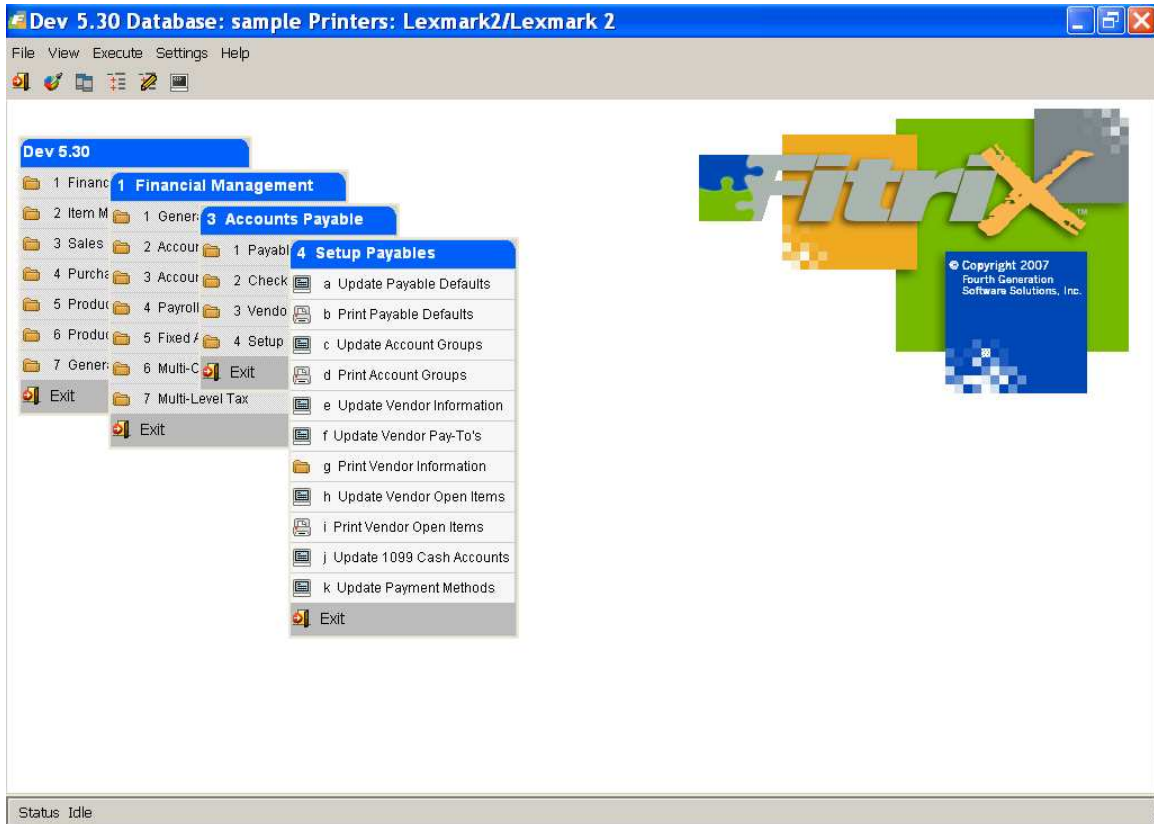 Dev 5.30 Database: sample Printers: Lexmark2/Lexmark 2
File View Execute Settings Help
Dev 5.30
1 Financ
2 Item M
3 Sales
4 Purcha
5 Produc
6 Produc
7 Genera
Exit
1 Financial Management
1 Genera
2 Accour
3 Accour
4 Payroll
5 Fixed A
6 Multi-C
7 Multi-Level Tax
Exit
3 Accounts Payable
1 Payabl
2 Check
3 Vendo
4 Setup
Exit
4 Setup Payables
a Update Payable Defaults
b Print Payable Defaults
c Update Account Groups
d Print Account Groups
e Update Vendor Information
f Update Vendor Pay-To's
g Print Vendor Information
h Update Vendor Open Items
i Print Vendor Open Items
j Update 1099 Cash Accounts
k Update Payment Methods
Exit
FitriX
TM
© Copyright 2007
Fourth Generation
Software Solutions, Inc.
Status Idle